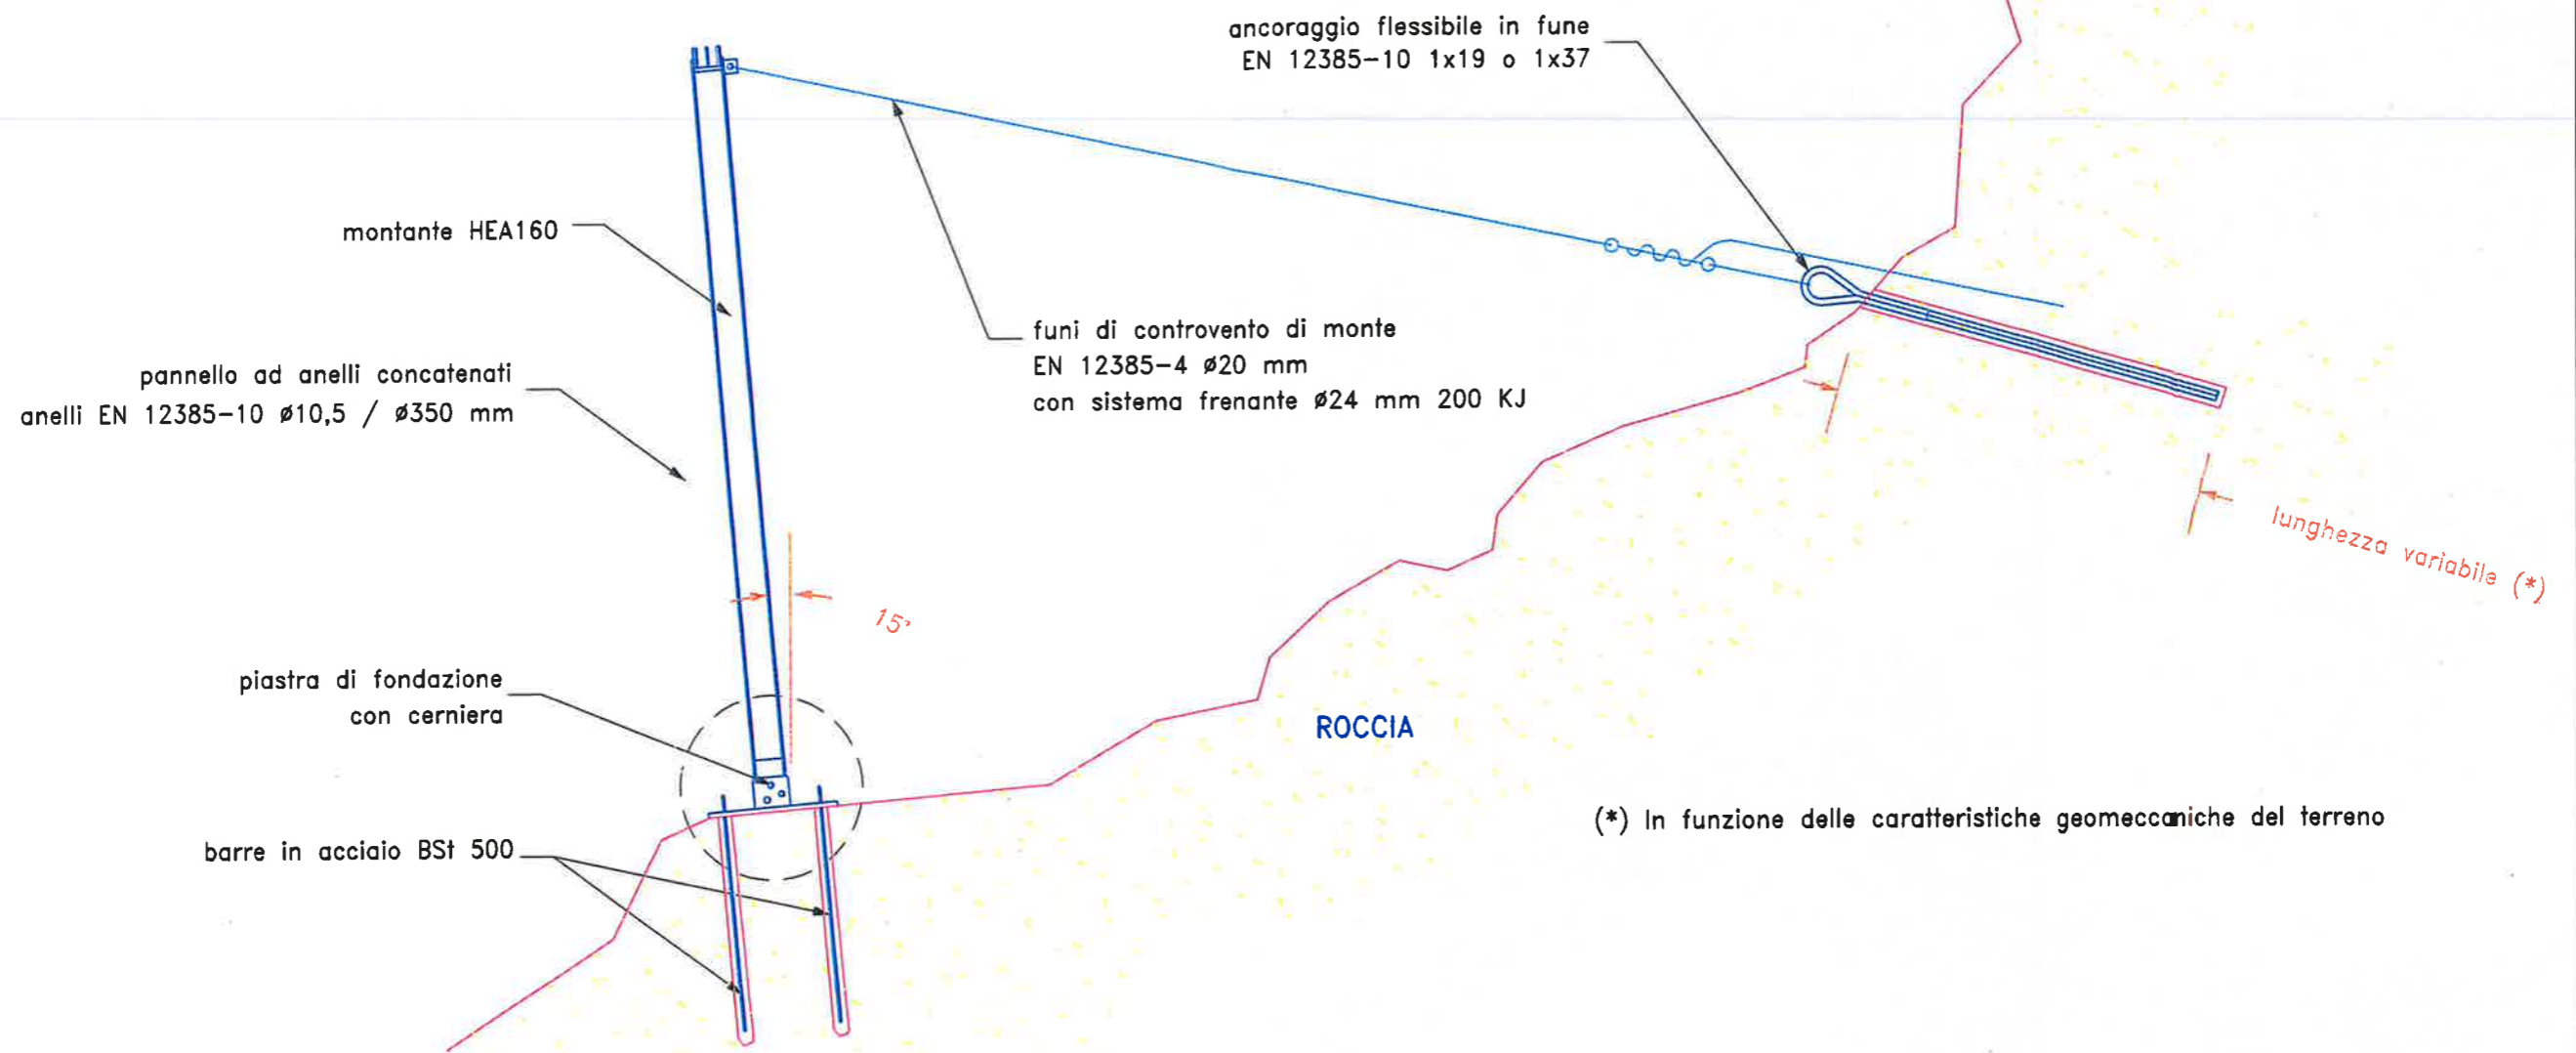 ancoraggio flessibile in fune
EN 12385-10 1x19 o 1x37
montante HEA160
funi di controvento di monte
EN 12385-4 ø20 mm
con sistema frenante ø24 mm 200 KJ
pannello ad anelli concatenati
anelli EN 12385-10 ø10,5 / ø350 mm
lunghezza variabile (*)
15°
piastra di fondazione
con cerniera
ROCCIA
(*) In funzione delle caratteristiche geomeccaniche del terreno
barre in acciaio BSt 500